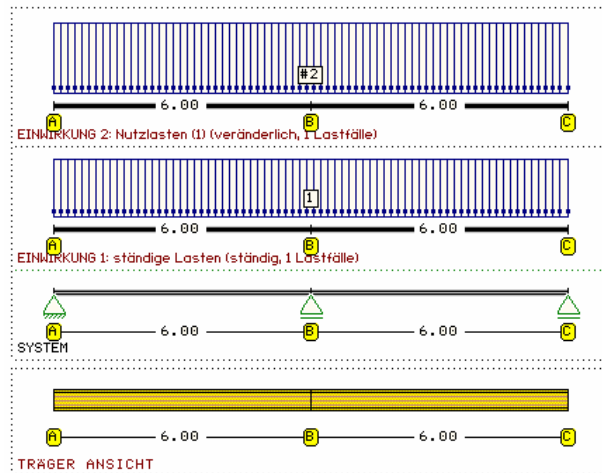 #2
6.00 6.00
A B C
EINWIRKUNG 2: Nutzlasten (1) (veränderlich, 1 Lastfälle)
1
6.00 6.00
A B C
EINWIRKUNG 1: ständige Lasten (ständig, 1 Lastfälle)
A 6.00 B 6.00 C
SYSTEM
A 6.00 B 6.00 C
TRÄGER ANSICHT